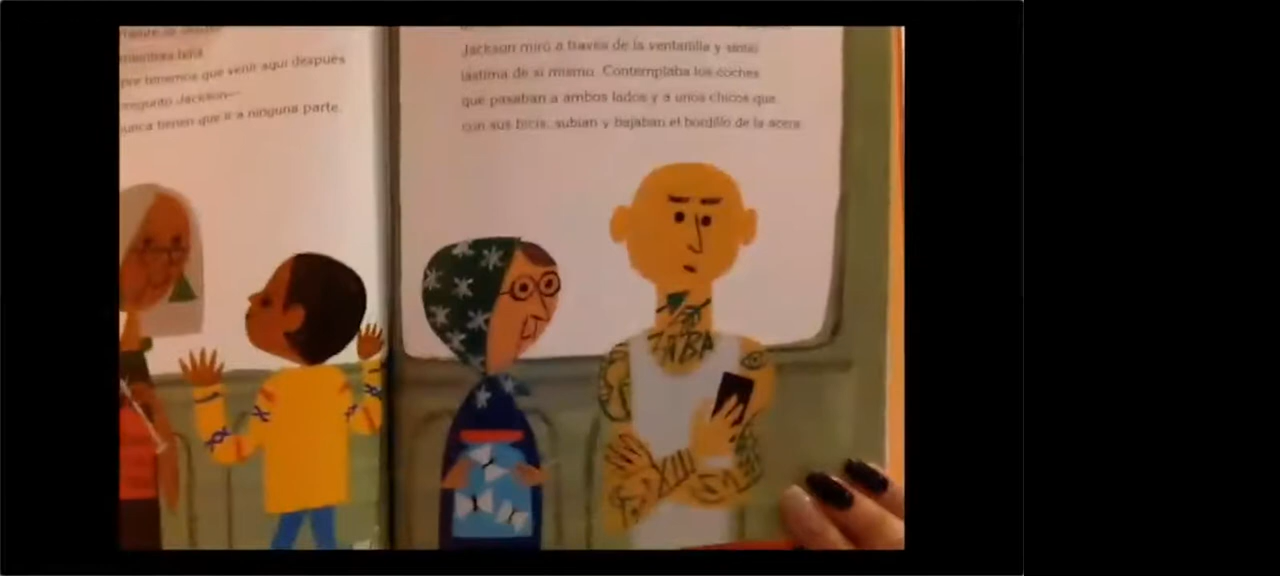 mientras
por tenemos que venir aquí después
Jackson—
nunca tienen que ir a ninguna parte.
Jackson miró a través de la ventanilla y sintió
lástima de sí mismo. Contemplaba los coches
que pasaban a ambos lados y a unos chicos que,
con sus bicis, subían y bajaban el bordillo de la acera.